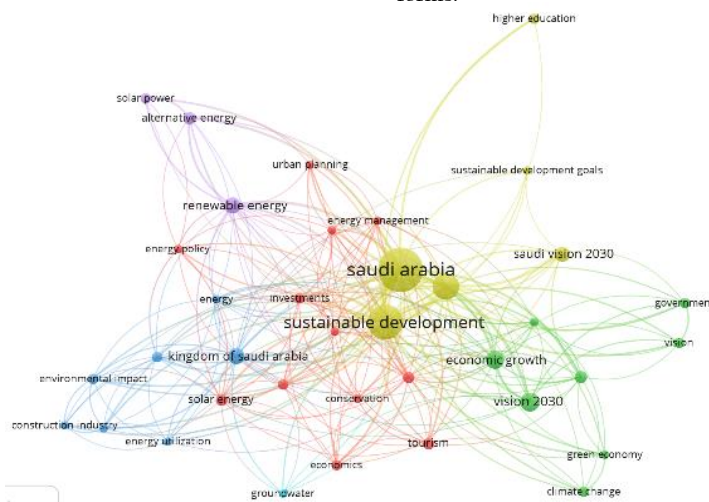 forms.
higher education
solar power
alternative energy
urban planning
sustainable development goals
renewable energy
energy management
energy policy
saudi vision 2030
saudi arabia
energy
investments
governmen
sustainable development
vision
kingdom of saudi arabia
economic growth
environmental impact
solar energy
conservation
vision 2030
construction industry
energy utilization
tourism
green economy
economics
groundwater
climate change